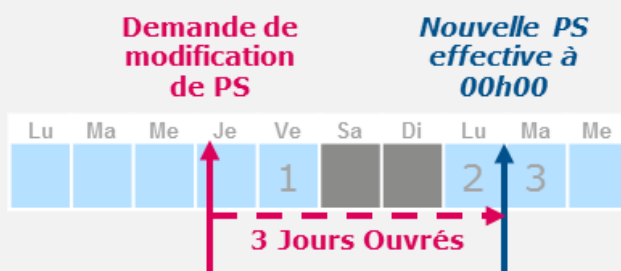 Demande de
modification
de PS
Nouvelle PS
effective à
00h00
Lu Ma Me Je Ve Sa Di Lu Ma Me
1 2 3
3 Jours Ouvrés